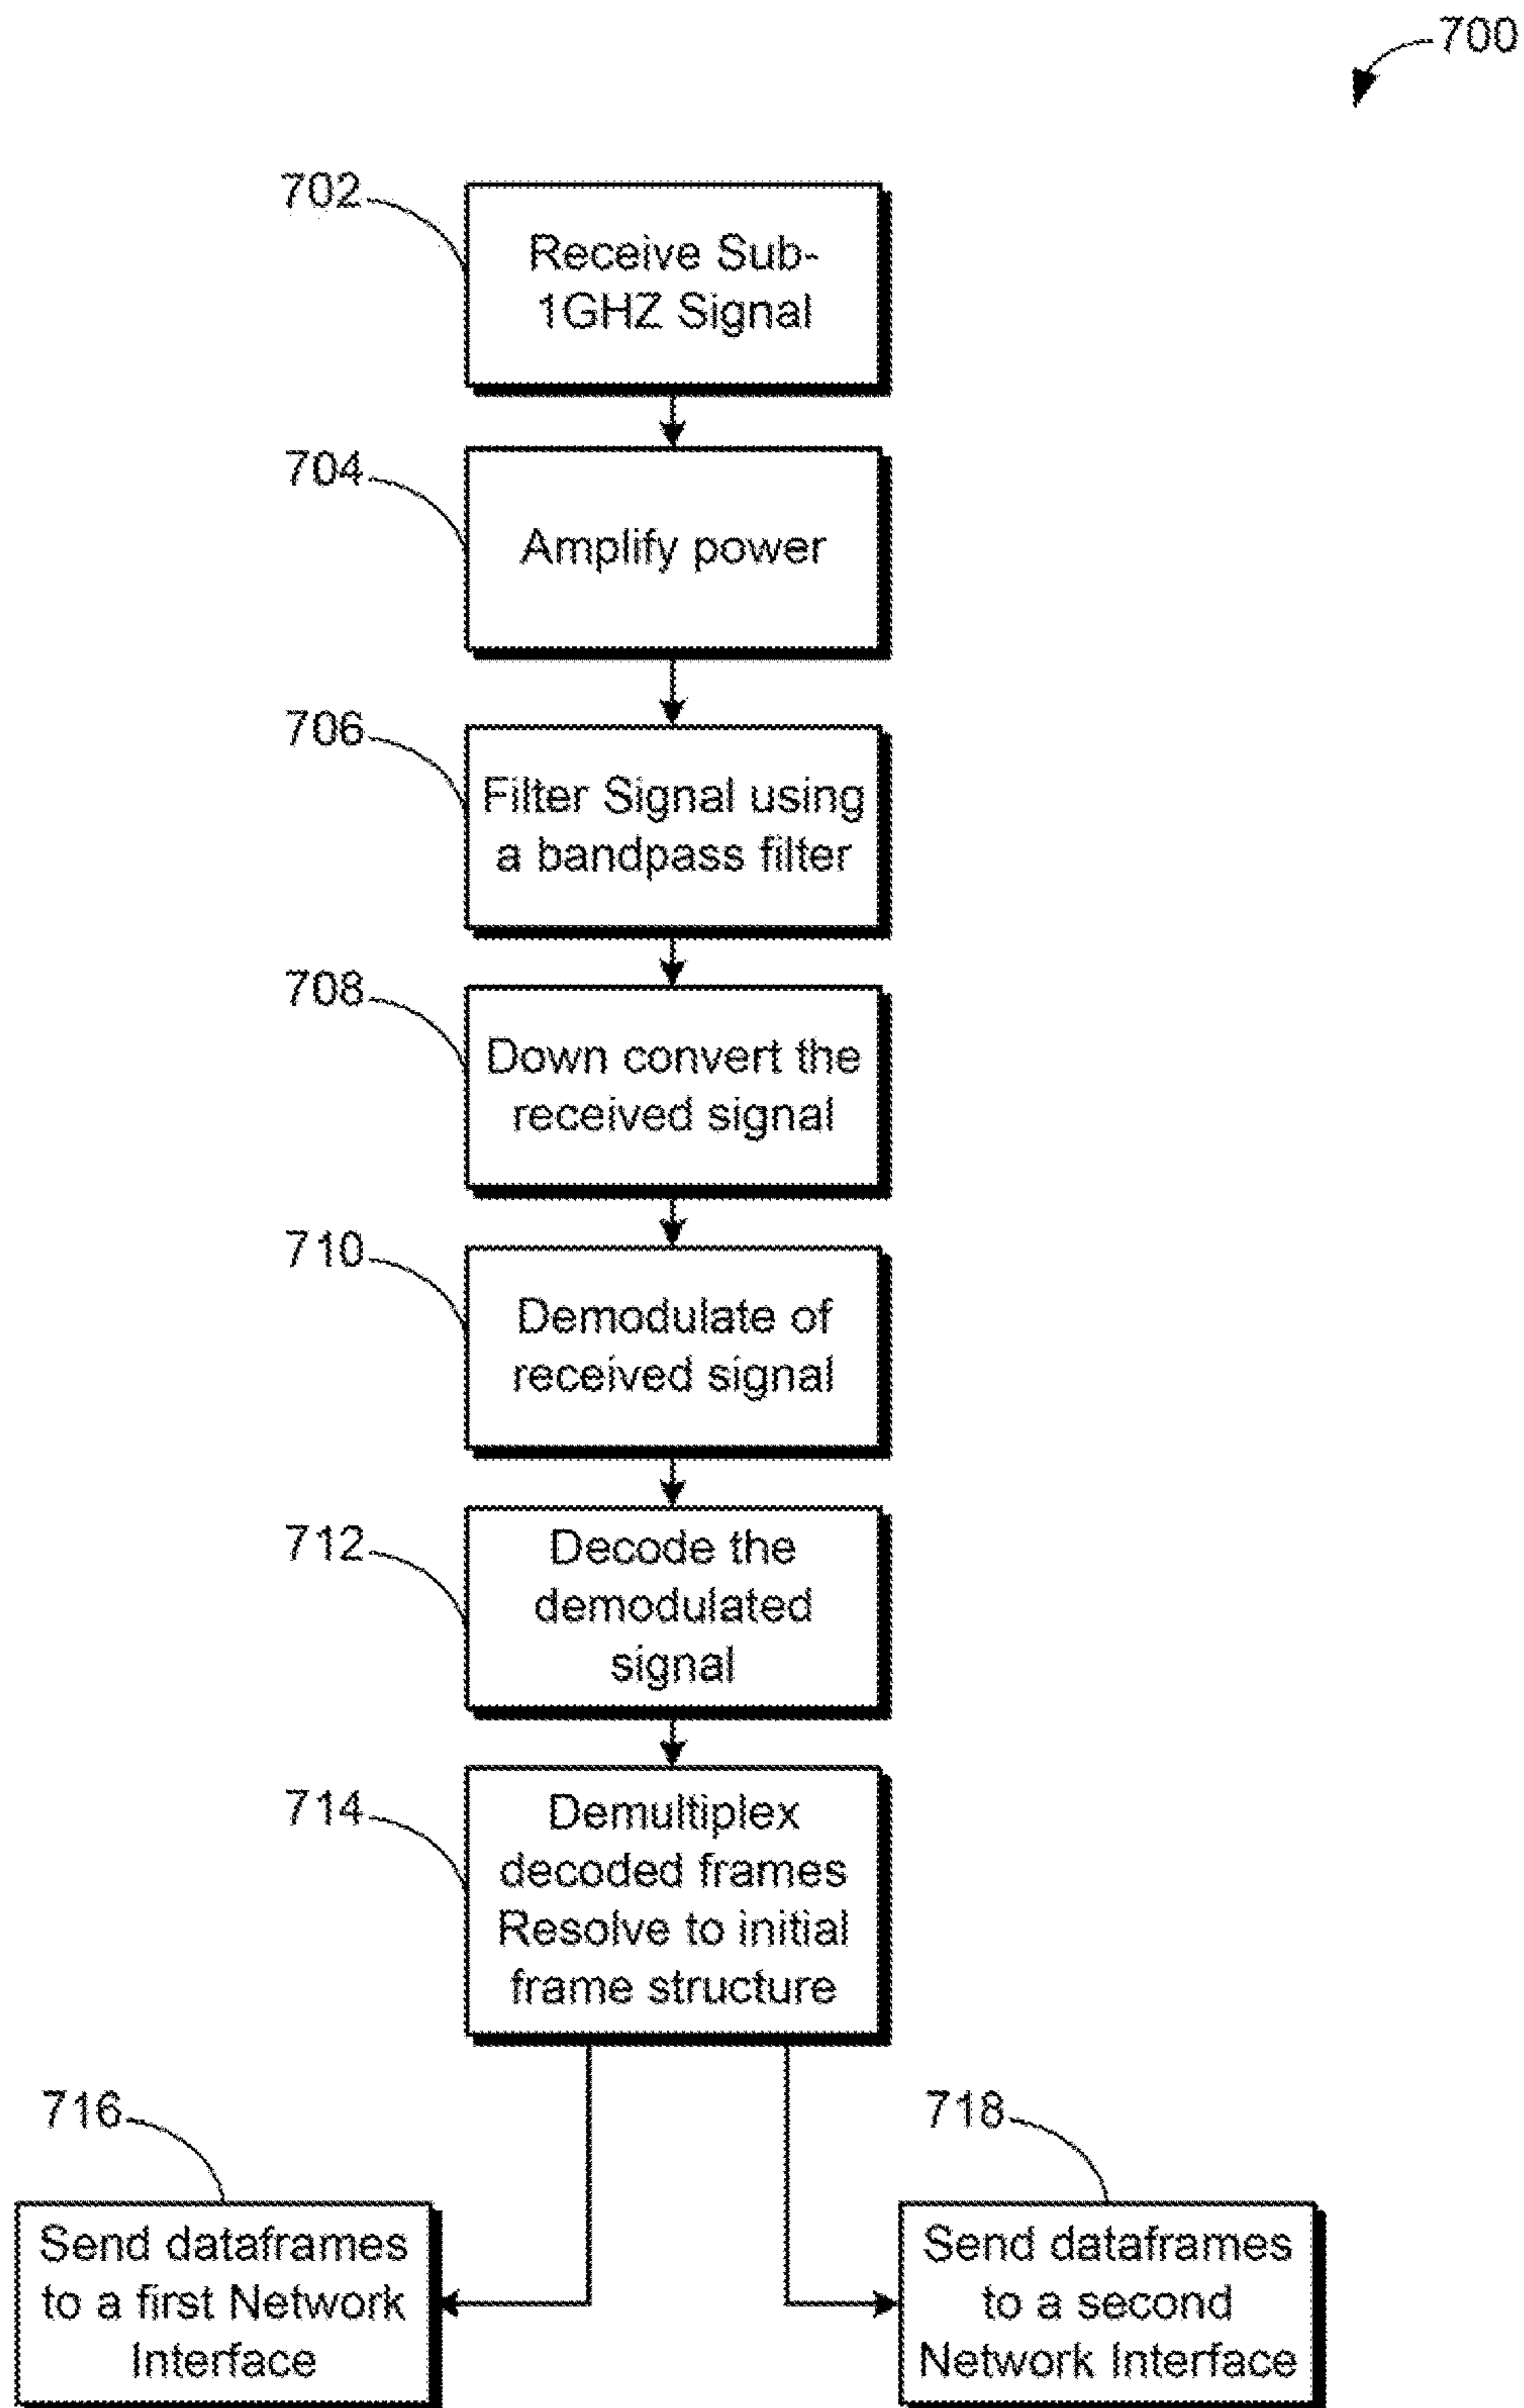 700
702
Receive Sub-
1GHZ Signal
704
Amplify power
706
Filter Signal using
a bandpass filter
708
Down convert the
received signal
710
Demodulate of
received signal
712
Decode the
demodulated
signal
714
Demultiplex
decoded frames
Resolve to initial
frame structure
716
Send dataframes
to a first Network
Interface
718
Send dataframes
to a second
Network Interface